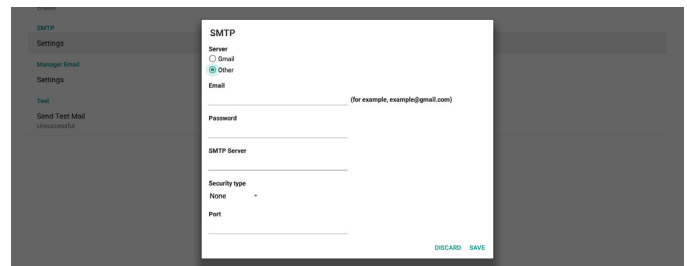 Enable
SMTP
Settings
Manager Email
Settings
Test
Send Test Mail
Unsuccessful
SMTP
Server
Gmail
Other
Email
(for example, example@gmail.com)
Password
SMTP Server
Security type
None
Port
DISCARD SAVE